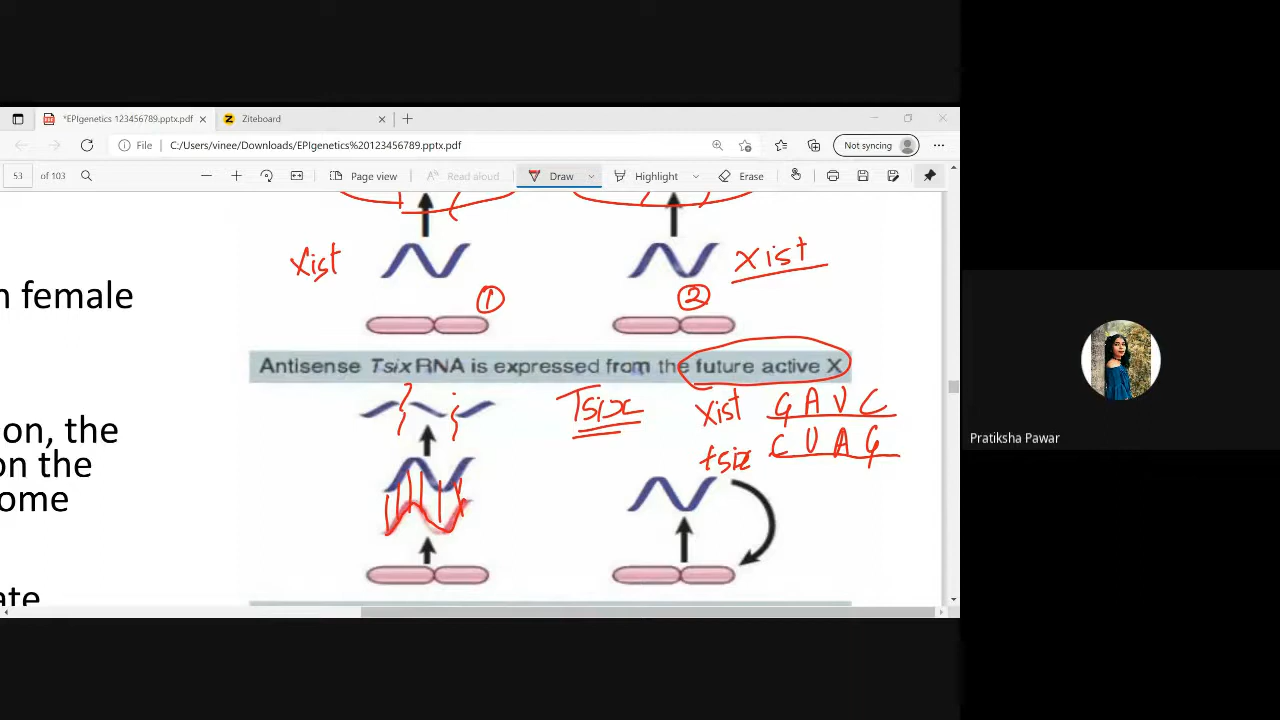 *EPIgenetics 123456789.pptx.pdf
Ziteboard
File
C:/Users/vinee/Downloads/EPIgenetics%20123456789.pptx.pdf
Not syncing
53 of 103
Page view
Read aloud
Draw
Highlight
Erase
Xist
xist
1
2
n female
Antisense Tsix RNA is expressed from the future active X
Tsix
Xist G A U C
tsix C U A G
on, the
on the
ome
ate
Pratiksha Pawar